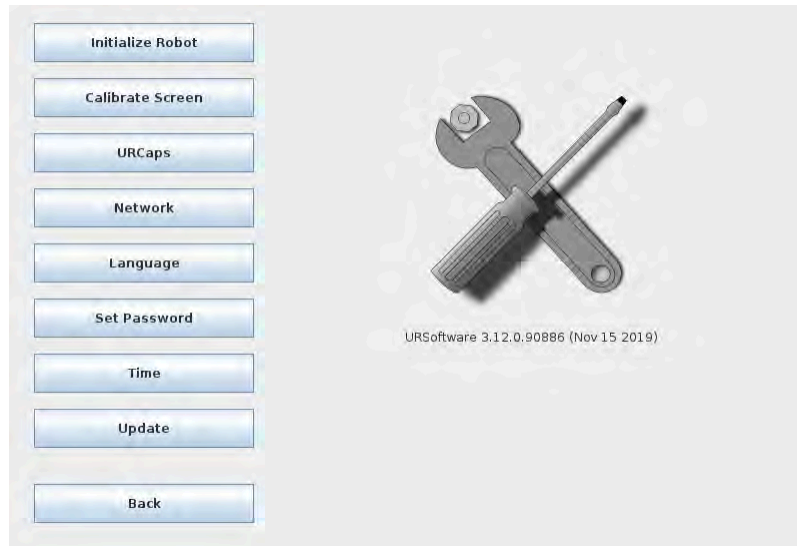 Initialize Robot
Calibrate Screen
URCaps
Network
Language
Set Password
Time
Update
Back
URSoftware 3.12.0.90886 (Nov 15 2019)